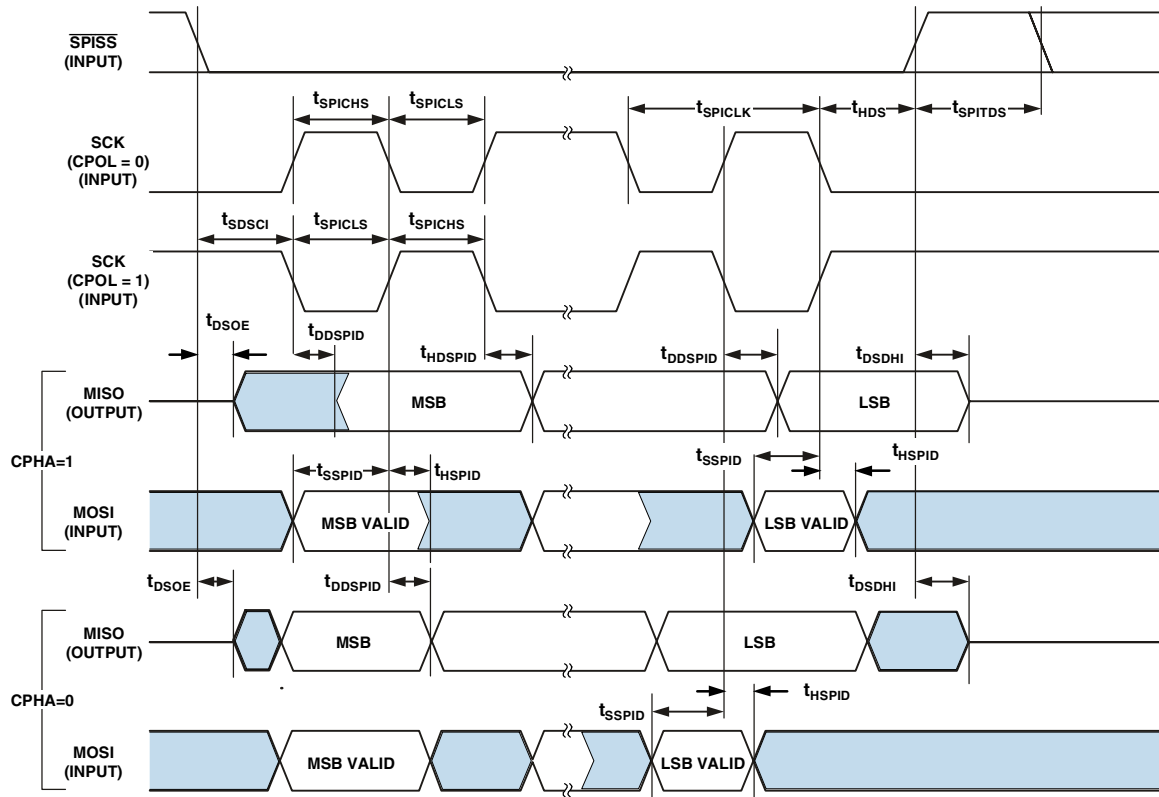 SPISS
(INPUT)
tSPICHS tSPICLS tSPICLK tHDS tSPITDS
SCK
(CPOL = 0)
(INPUT)
tSDSCI tSPICLS tSPICHS
SCK
(CPOL = 1)
(INPUT)
tDSOE tDDSPID tHDSPID tDDSPID tDSDHI
MISO
(OUTPUT)
MSB LSB
CPHA=1
tSSPID tHSPID tSSPID tHSPID
MOSI
(INPUT)
MSB VALID LSB VALID
tDSOE tDDSPID tDSDHI
MISO
(OUTPUT)
MSB LSB
CPHA=0
tSSPID tHSPID
MOSI
(INPUT)
MSB VALID LSB VALID